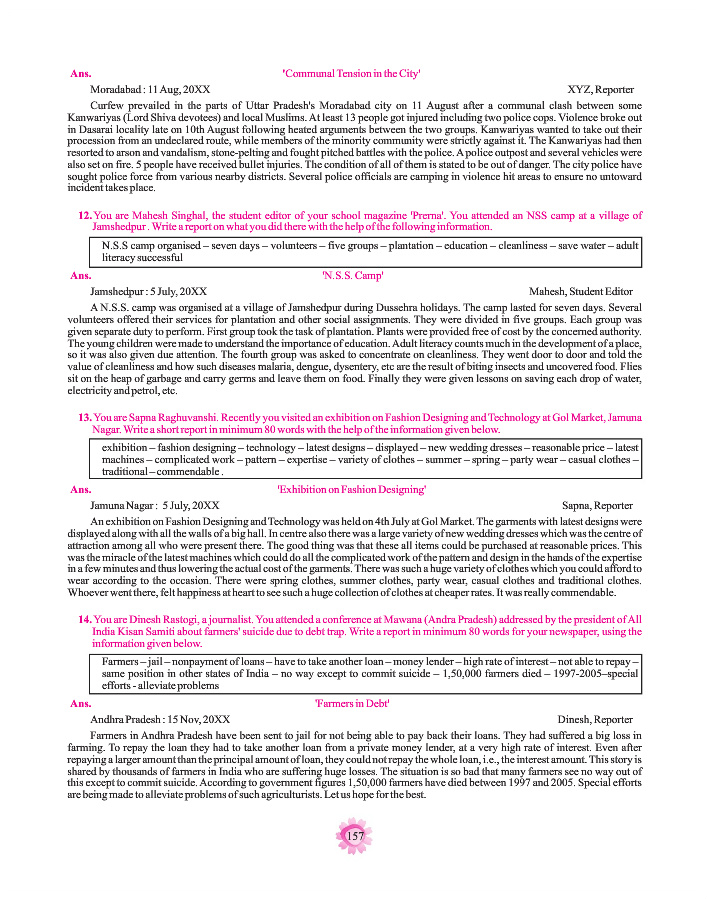 Ans. 'Communal Tension in the City'
Moradabad : 11 Aug, 20XX XYZ, Reporter
Curfew prevailed in the parts of Uttar Pradesh's Moradabad city on 11 August after a communal clash between some
Kanwariyas (Lord Shiva devotees) and local Muslims. At least 13 people got injured including two police cops. Violence broke out
in Dasarai locality late on 10th August following heated arguments between the two groups. Kanwariyas wanted to take out their
procession from an undeclared route, while members of the minority community were strictly against it. The Kanwariyas had then
resorted to arson and vandalism, stone-pelting and fought pitched battles with the police. A police outpost and several vehicles were
also set on fire. 5 people have received bullet injuries. The condition of all of them is stated to be out of danger. The city police have
sought police force from various nearby districts. Several police officials are camping in violence hit areas to ensure no untoward
incident takes place.
12. You are Mahesh Singhal, the student editor of your school magazine 'Prerna'. You attended an NSS camp at a village of
Jamshedpur . Write a report on what you did there with the help of the following information.
N.S.S camp organised – seven days – volunteers – five groups – plantation – education – cleanliness – save water – adult
literacy successful
Ans. 'N.S.S. Camp'
Jamshedpur : 5 July, 20XX Mahesh, Student Editor
A N.S.S. camp was organised at a village of Jamshedpur during Dussehra holidays. The camp lasted for seven days. Several
volunteers offered their services for plantation and other social assignments. They were divided in five groups. Each group was
given separate duty to perform. First group took the task of plantation. Plants were provided free of cost by the concerned authority.
The young children were made to understand the importance of education. Adult literacy counts much in the development of a place,
so it was also given due attention. The fourth group was asked to concentrate on cleanliness. They went door to door and told the
value of cleanliness and how such diseases malaria, dengue, dysentery, etc are the result of biting insects and uncovered food. Flies
sit on the heap of garbage and carry germs and leave them on food. Finally they were given lessons on saving each drop of water,
electricity and petrol, etc.
13. You are Sapna Raghuvanshi. Recently you visited an exhibition on Fashion Designing and Technology at Gol Market, Jamuna
Nagar. Write a short report in minimum 80 words with the help of the information given below.
exhibition – fashion designing – technology – latest designs – displayed – new wedding dresses – reasonable price – latest
machines – complicated work – pattern – expertise – variety of clothes – summer – spring – party wear – casual clothes –
traditional – commendable .
Ans. 'Exhibition on Fashion Designing'
Jamuna Nagar : 5 July, 20XX Sapna, Reporter
An exhibition on Fashion Designing and Technology was held on 4th July at Gol Market. The garments with latest designs were
displayed along with all the walls of a big hall. In centre also there was a large variety of new wedding dresses which was the centre of
attraction among all who were present there. The good thing was that these all items could be purchased at reasonable prices. This
was the miracle of the latest machines which could do all the complicated work of the pattern and design in the hands of the expertise
in a few minutes and thus lowering the actual cost of the garments. There was such a huge variety of clothes which you could afford to
wear according to the occasion. There were spring clothes, summer clothes, party wear, casual clothes and traditional clothes.
Whoever went there, felt happiness at heart to see such a huge collection of clothes at cheaper rates. It was really commendable.
14. You are Dinesh Rastogi, a journalist. You attended a conference at Mawana (Andra Pradesh) addressed by the president of All
India Kisan Samiti about farmers' suicide due to debt trap. Write a report in minimum 80 words for your newspaper, using the
information given below.
Farmers – jail – nonpayment of loans – have to take another loan – money lender – high rate of interest – not able to repay –
same position in other states of India – no way except to commit suicide – 1,50,000 farmers died – 1997-2005–special
efforts - alleviate problems
Ans. 'Farmers in Debt'
Andhra Pradesh : 15 Nov, 20XX Dinesh, Reporter
Farmers in Andhra Pradesh have been sent to jail for not being able to pay back their loans. They had suffered a big loss in
farming. To repay the loan they had to take another loan from a private money lender, at a very high rate of interest. Even after
repaying a larger amount than the principal amount of loan, they could not repay the whole loan, i.e., the interest amount. This story is
shared by thousands of farmers in India who are suffering huge losses. The situation is so bad that many farmers see no way out of
this except to commit suicide. According to government figures 1,50,000 farmers have died between 1997 and 2005. Special efforts
are being made to alleviate problems of such agriculturists. Let us hope for the best.
157